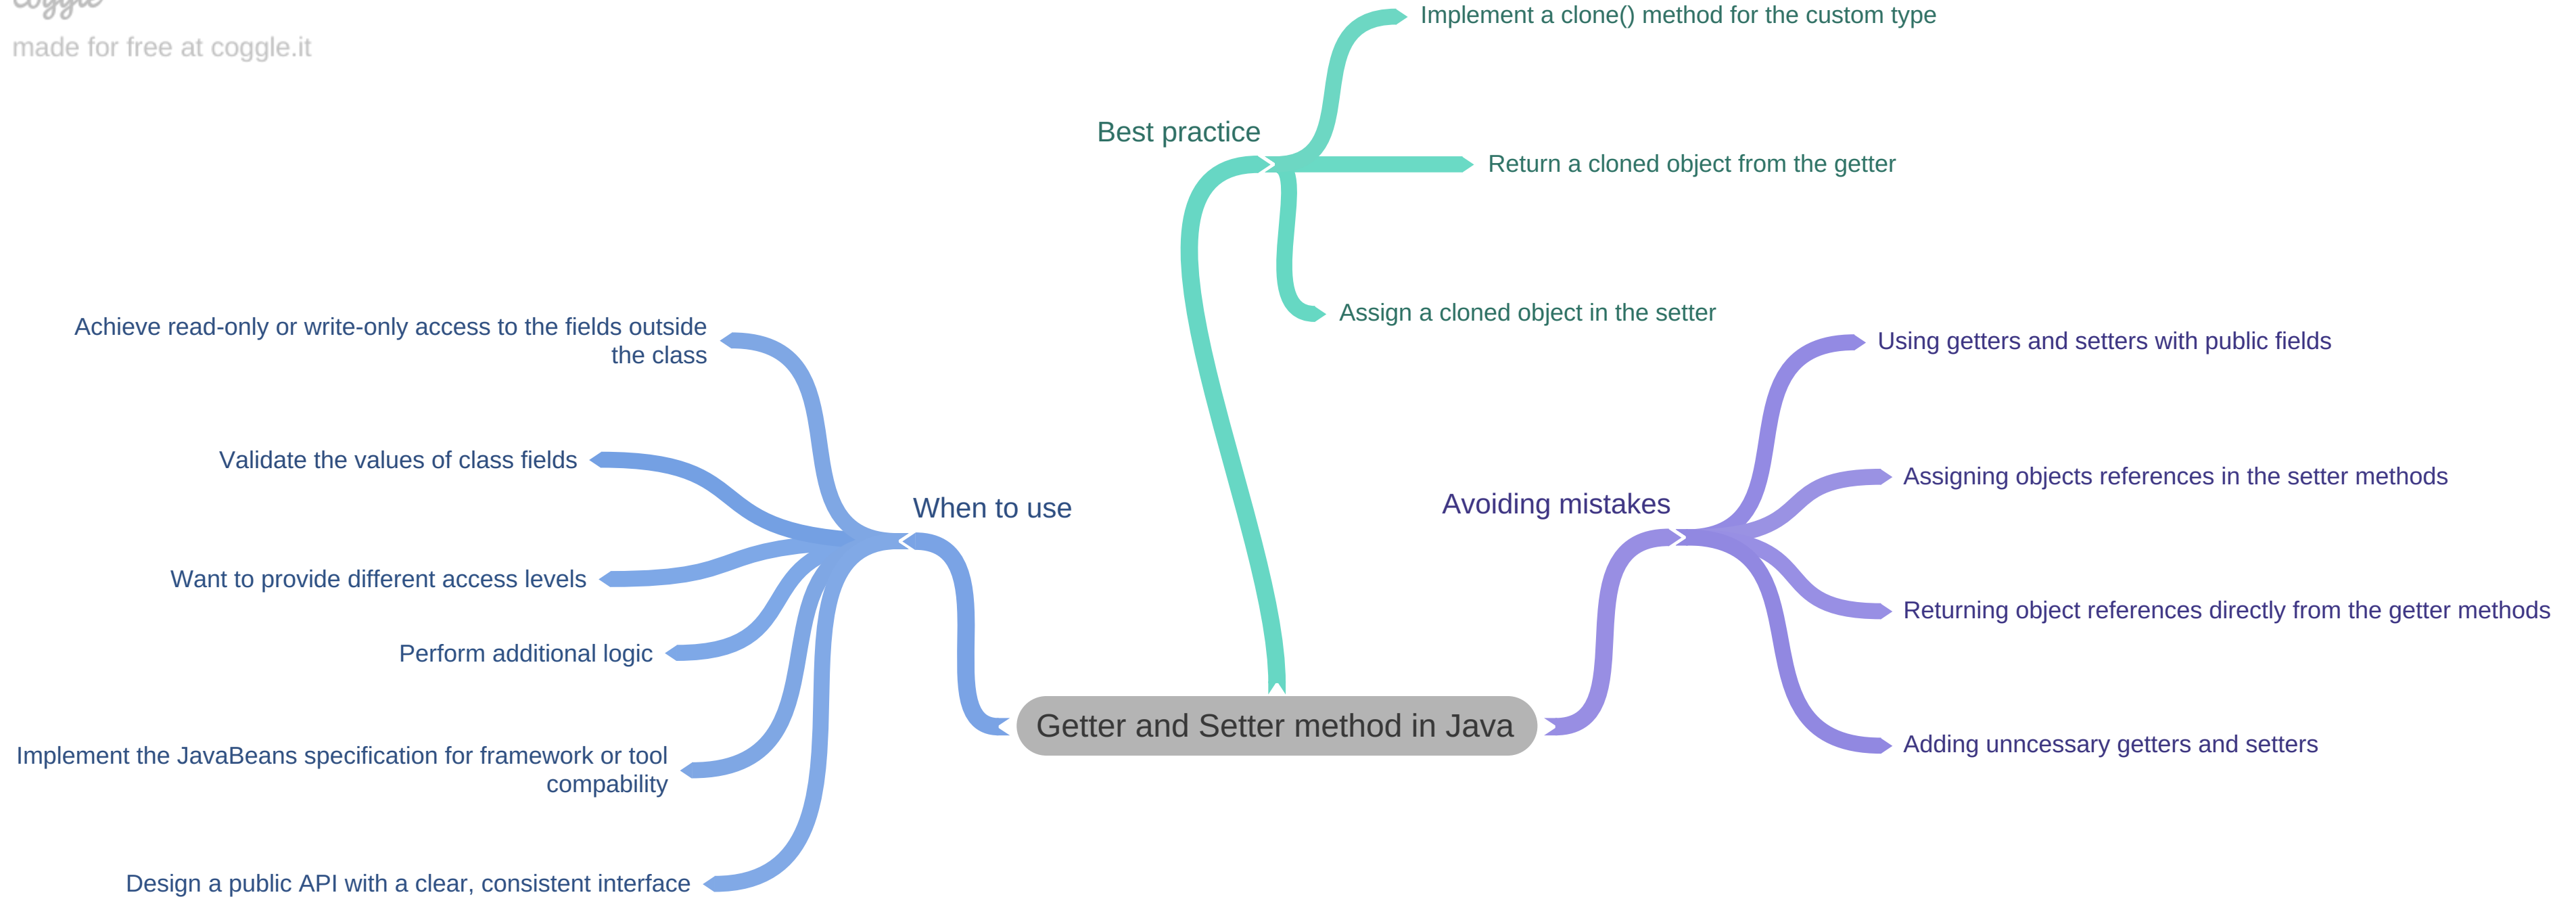 coggle
made for free at coggle.it
Implement a clone() method for the custom type
Best practice
Return a cloned object from the getter
Assign a cloned object in the setter
Achieve read-only or write-only access to the fields outside
the class
Validate the values of class fields
When to use
Want to provide different access levels
Perform additional logic
Implement the JavaBeans specification for framework or tool
compability
Design a public API with a clear, consistent interface
Using getters and setters with public fields
Assigning objects references in the setter methods
Avoiding mistakes
Returning object references directly from the getter methods
Adding unncessary getters and setters
Getter and Setter method in Java